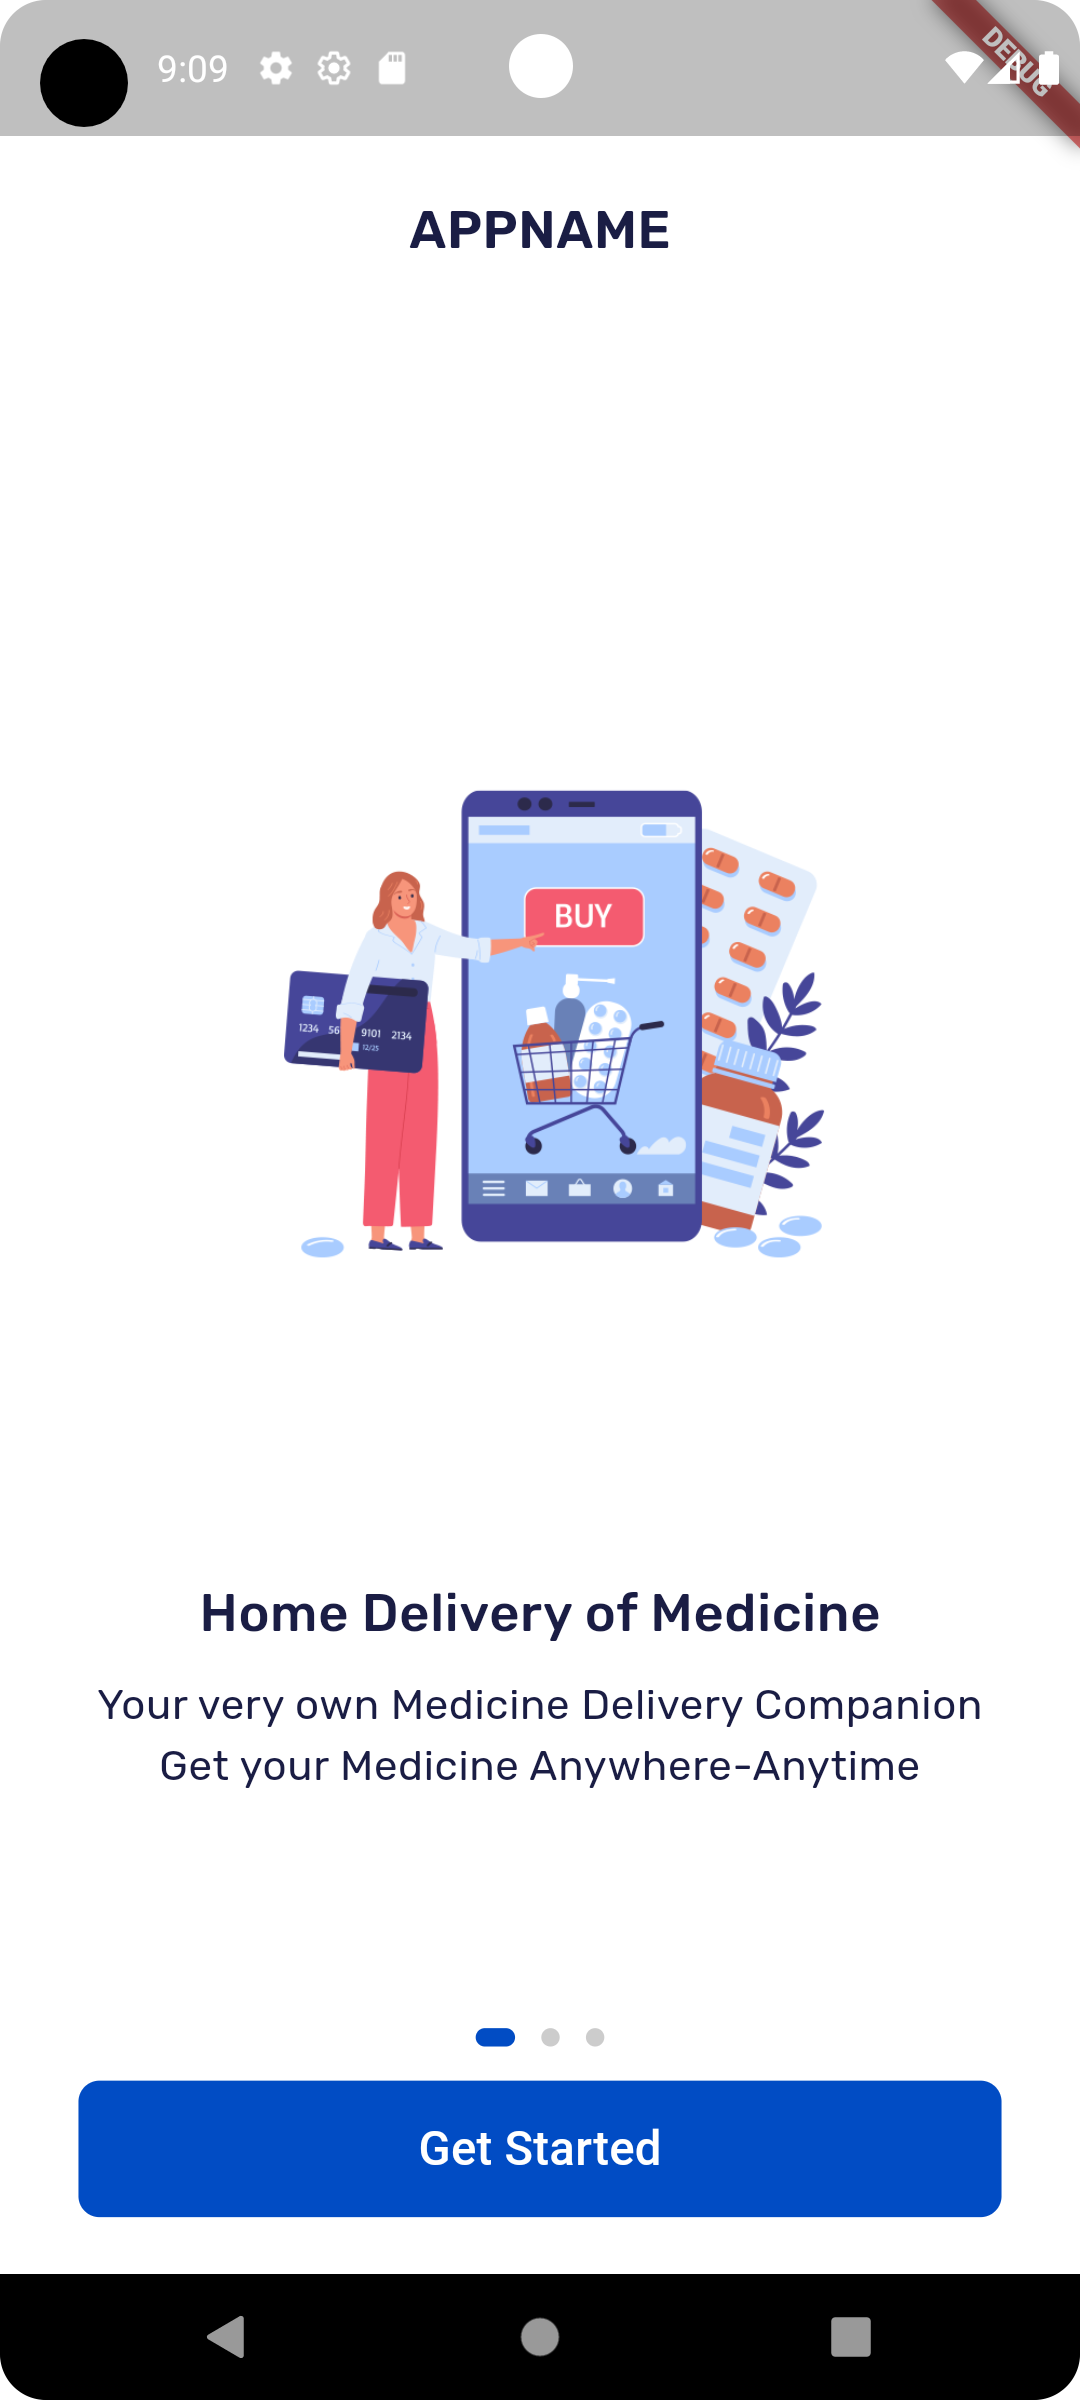 9:09
DEBUG
APPNAME
BUY
1234 56 9101 2134
12/25
Home Delivery of Medicine
Your very own Medicine Delivery Companion
Get your Medicine Anywhere-Anytime
Get Started